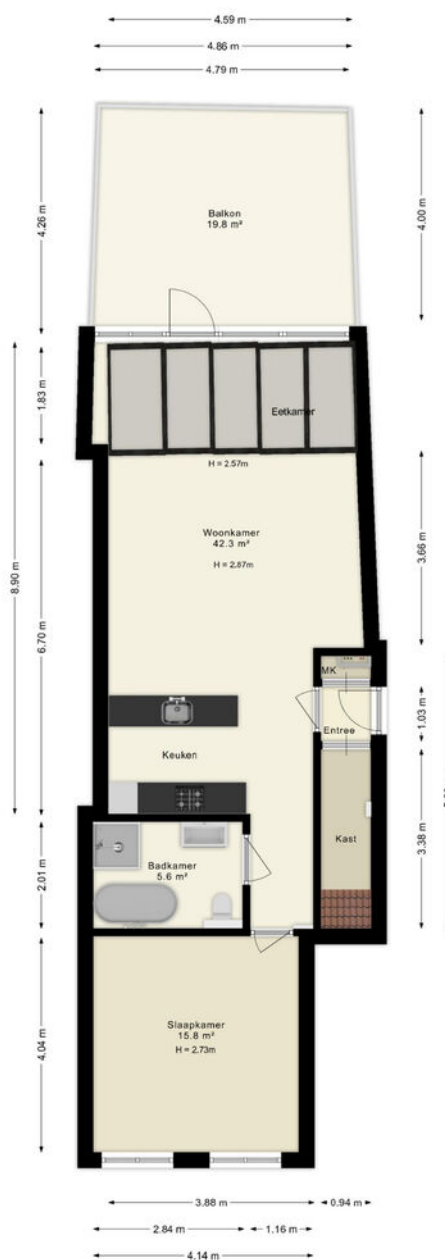 4.59 m
4.86 m
4.79 m
4.26 m
4.00 m
Balkon
19.8 m²
1.83 m
Eetkamer
H = 2.57m
8.90 m
3.66 m
Woonkamer
42.3 m²
H = 2.87m
6.70 m
MK
1.03 m
Entree
Keuken
3.38 m
Kast
2.01 m
Badkamer
5.6 m²
4.04 m
Slaapkamer
15.8 m²
H = 2.73m
3.88 m
0.94 m
2.84 m
1.16 m
4.14 m